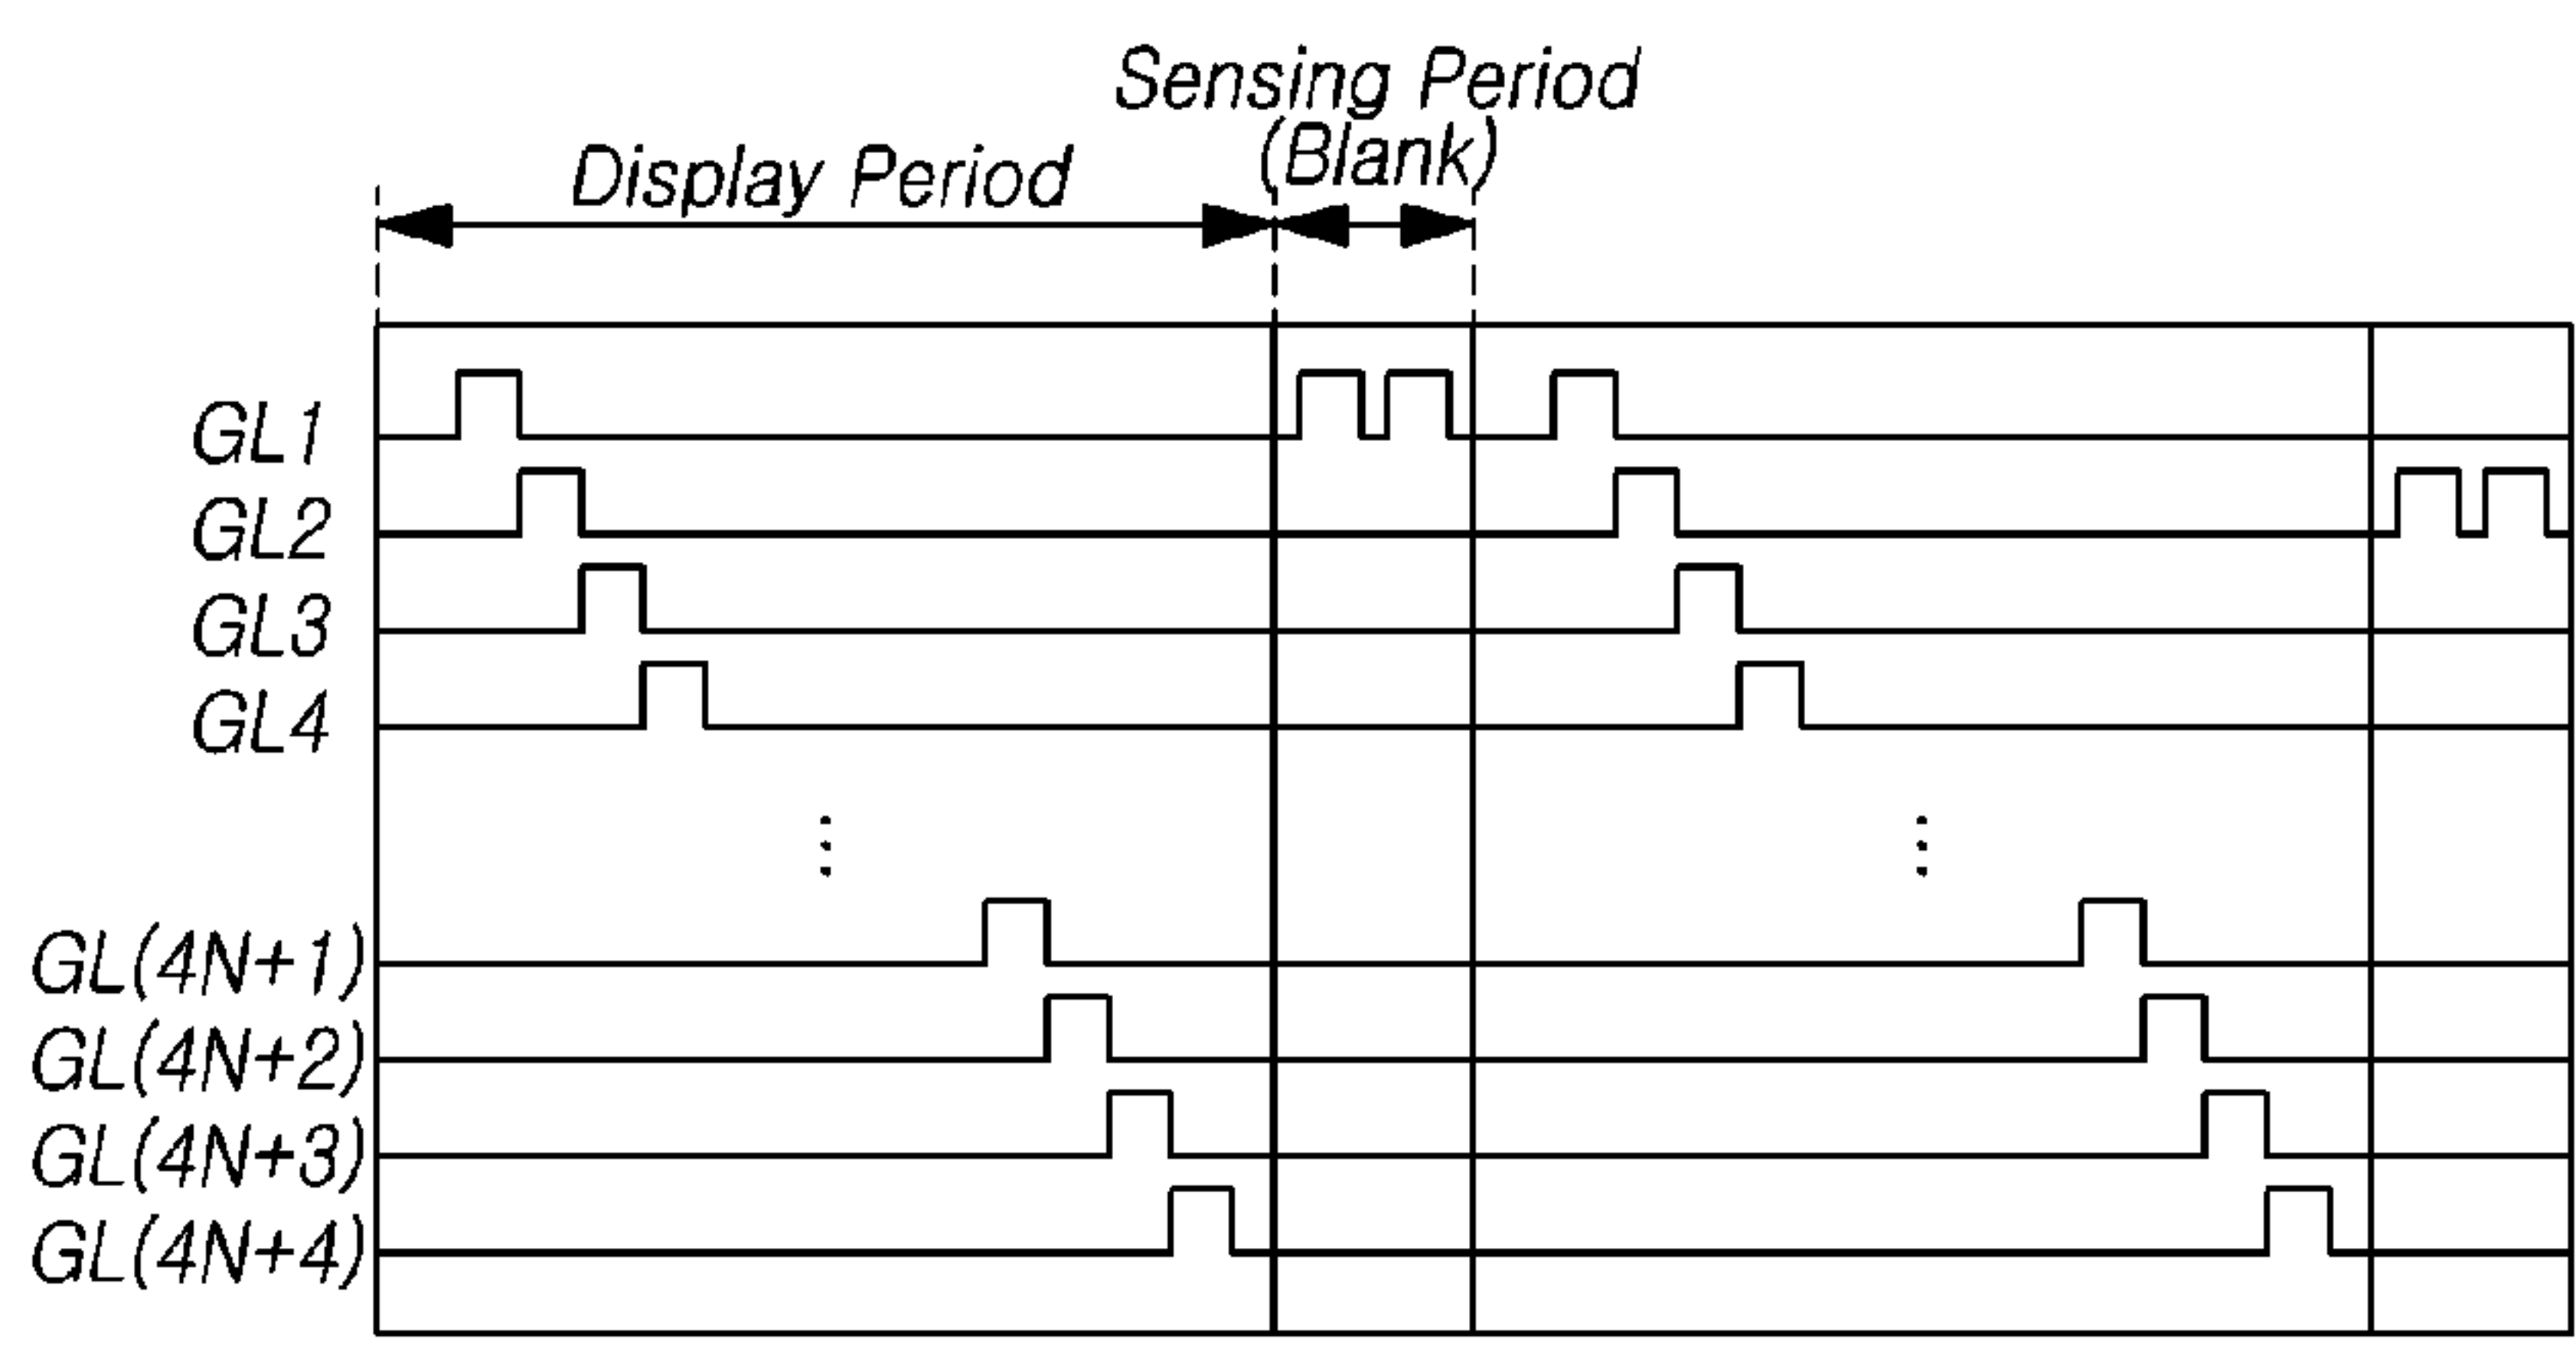 Sensing Period
(Blank)
Display Period
GL1
GL2
GL3
GL4
GL(4N+1)
GL(4N+2)
GL(4N+3)
GL(4N+4)